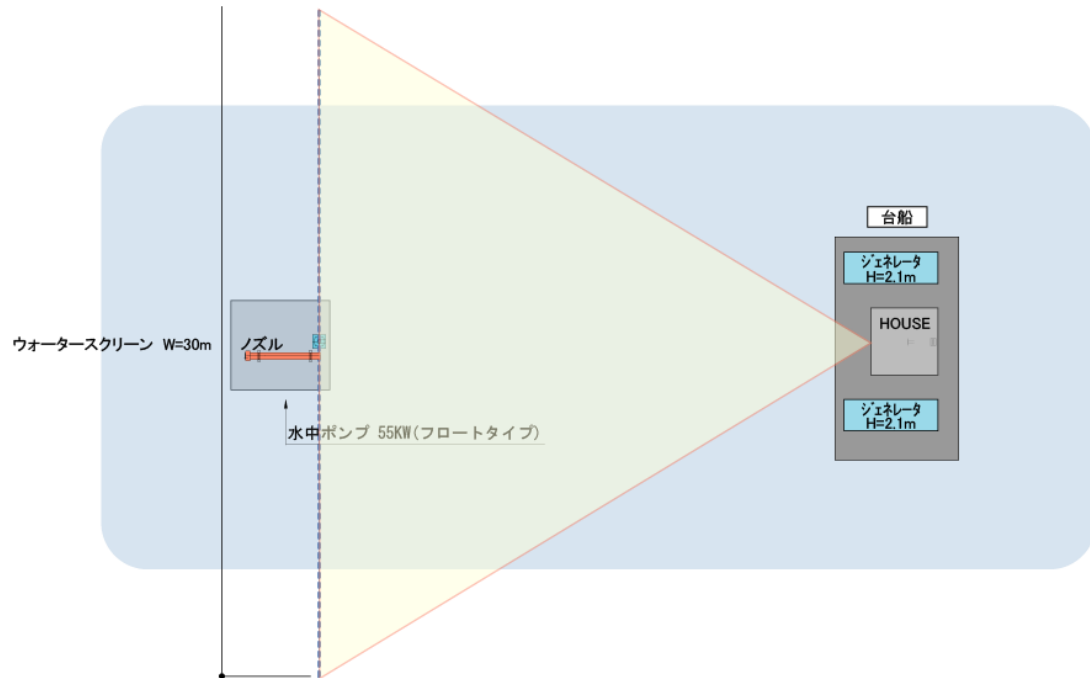 台船
ジェネレータ
H=2.1m
HOUSE
ウォータースクリーン W=30m
ノズル
ジェネレータ
H=2.1m
水中ポンプ 55KW(フロートタイプ)